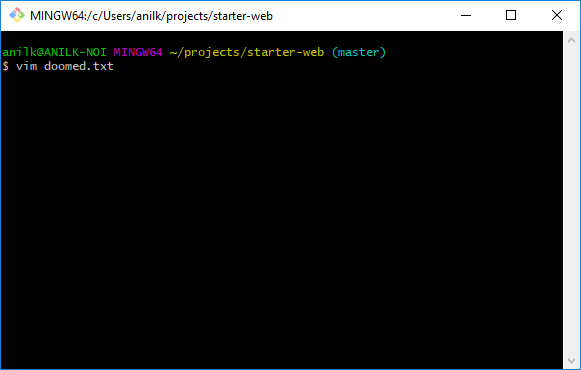 MINGW64:/c/Users/anilk/projects/starter-web
anilk@ANILK-NOI MINGW64 ~/projects/starter-web (master)
$ vim doomed.txt